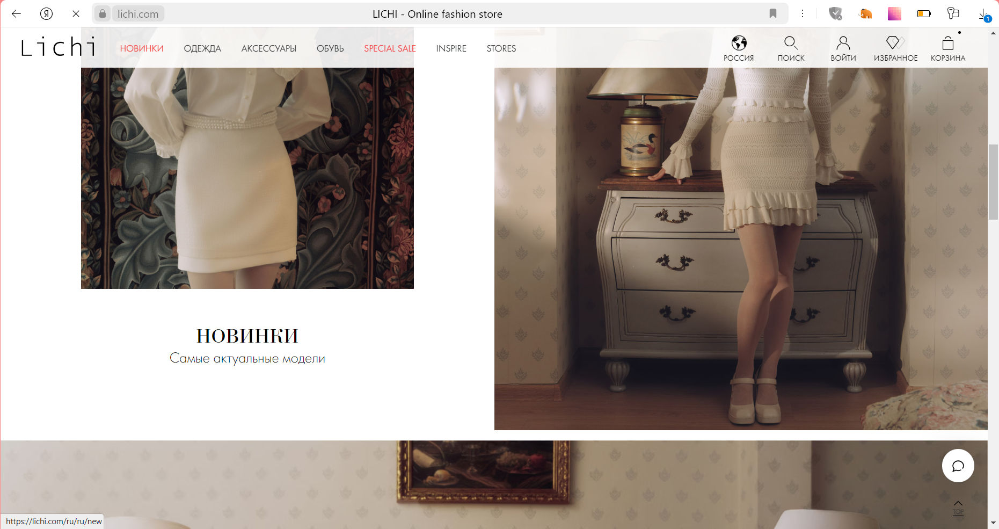 lichi.com
LICHI - Online fashion store
1
Lichi
НОВИНКИ
ОДЕЖДА
АКСЕССУАРЫ
ОБУВЬ
SPECIAL SALE
INSPIRE
STORES
РОССИЯ
ПОИСК
ВОЙТИ
ИЗБРАННОЕ
КОРЗИНА
НОВИНКИ
Самые актуальные модели
TOP
https://lichi.com/ru/ru/new